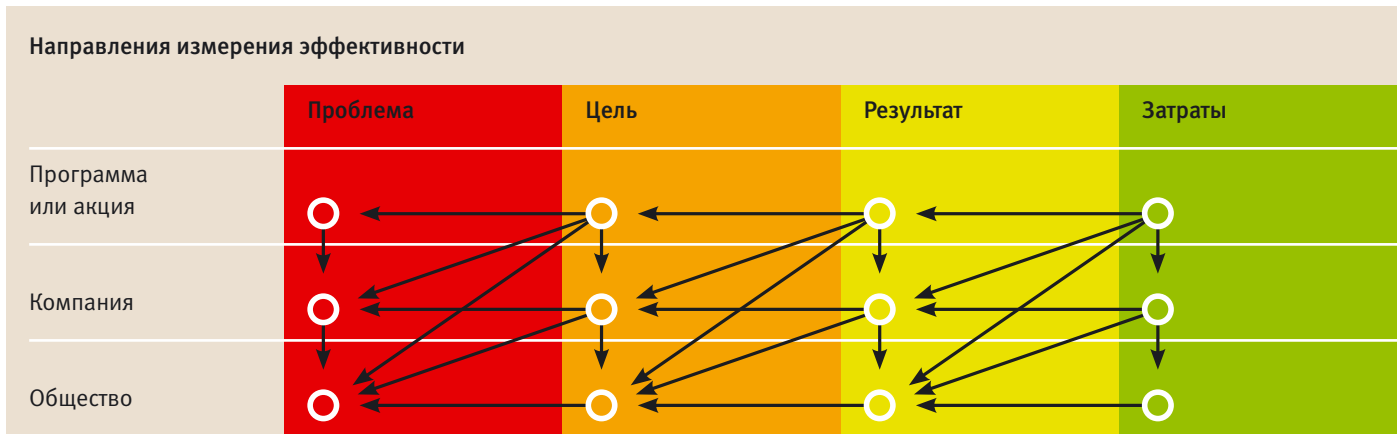 Направления измерения эффективности
Проблема
Цель
Результат
Затраты
Программа
или акция
Компания
Общество